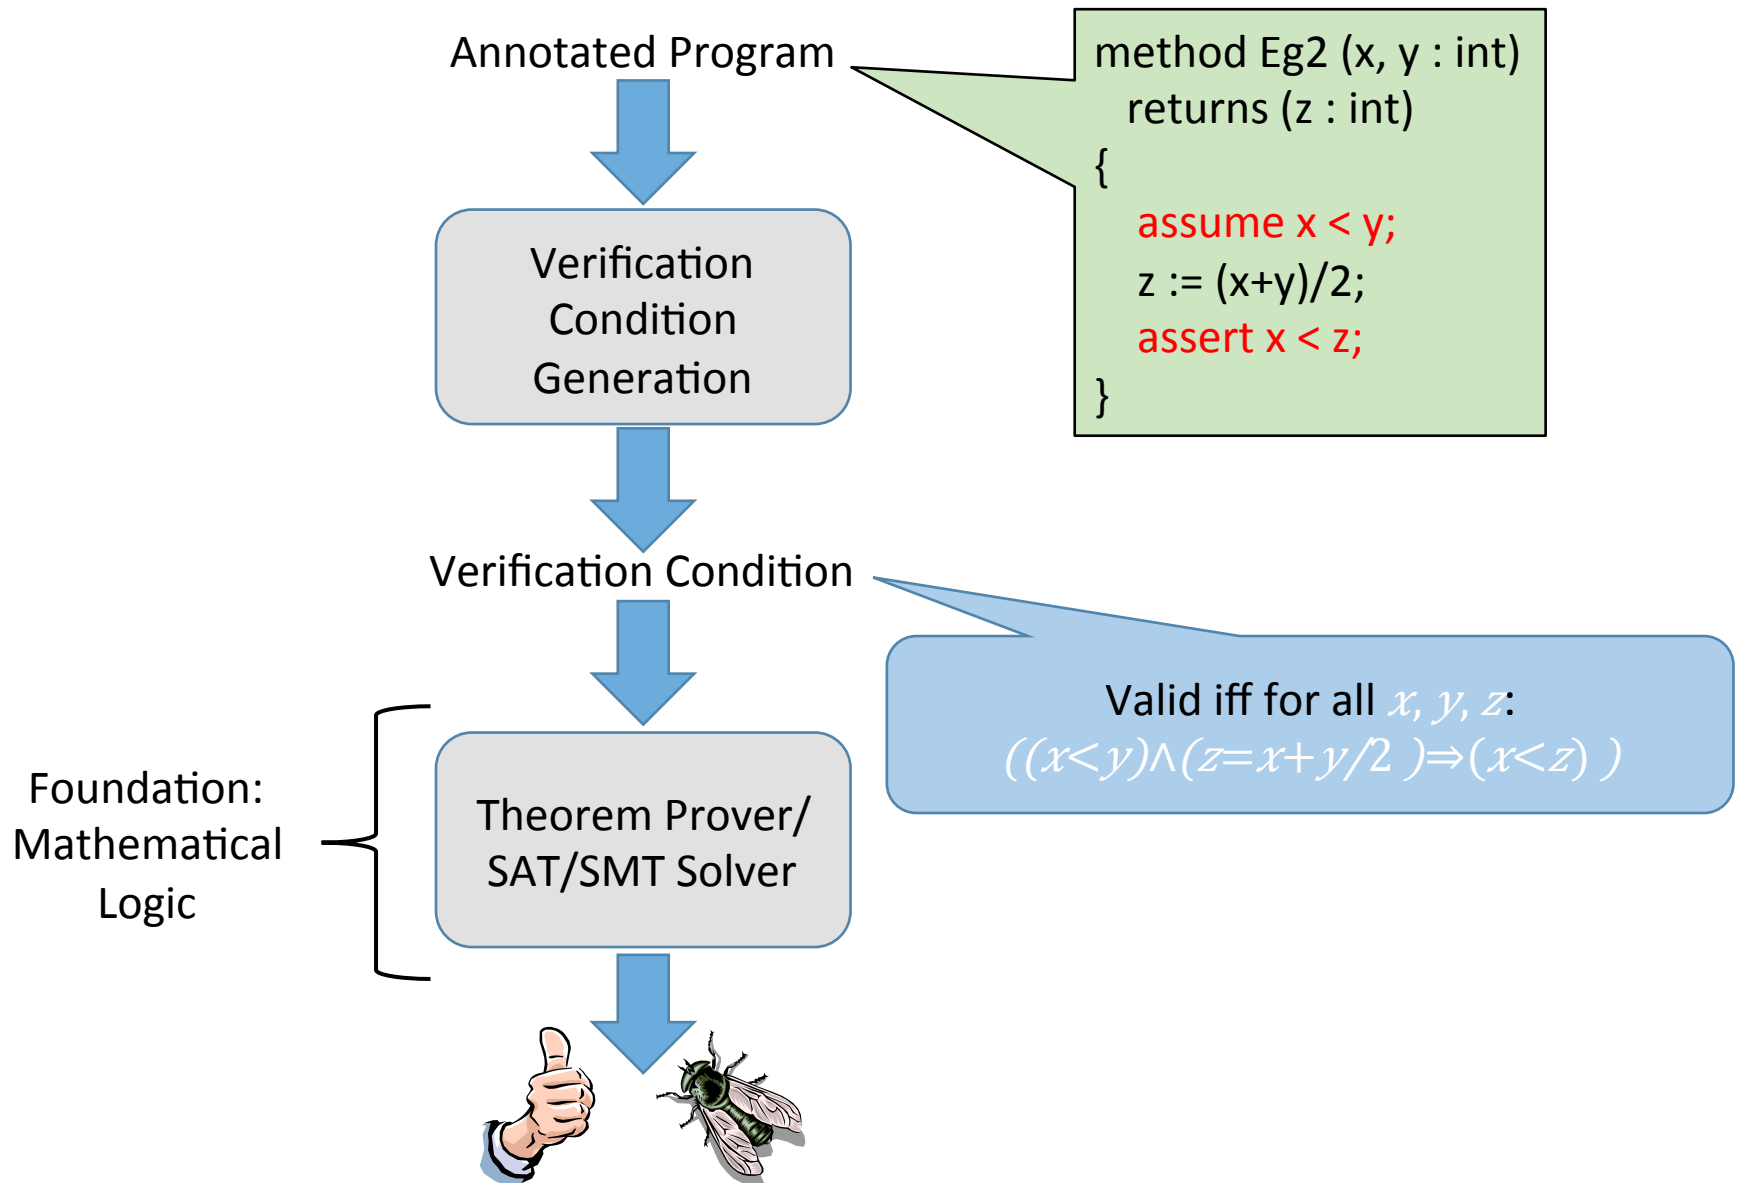 Annotated Program
method Eg2 (x, y : int)
returns (z : int)
{
assume x < y;
z := (x+y)/2;
assert x < z;
}
Verification
Condition
Generation
Verification Condition
Valid iff for all x, y, z:
((x<y)∧(z=x+y/2 )⇒(x<z) )
Foundation:
Mathematical
Logic
Theorem Prover/
SAT/SMT Solver